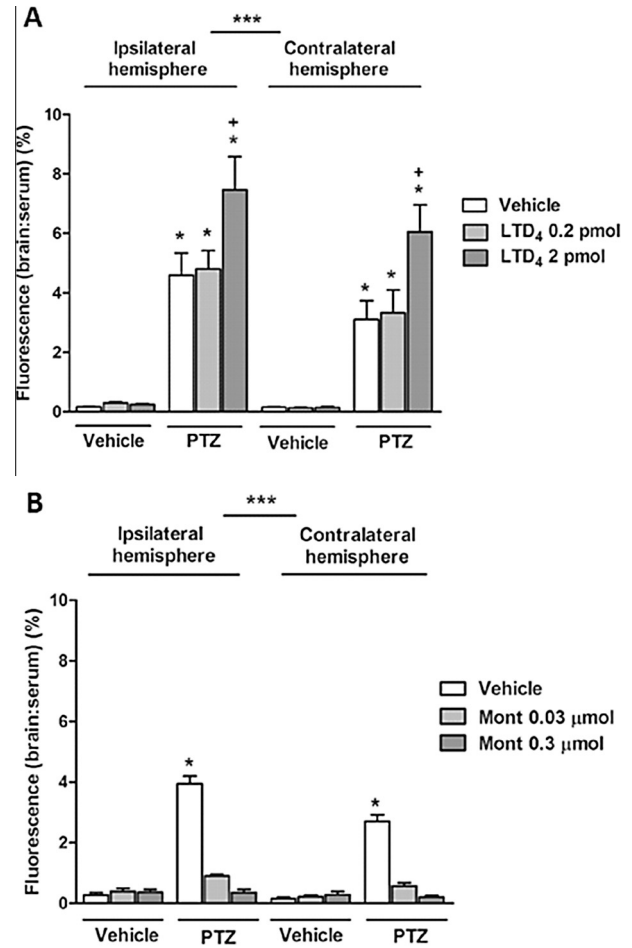 A
***
Ipsilateral hemisphere
Contralateral hemisphere
Fluorescence (brain:serum) (%)
10
8
6
4
2
0
* * + *
* * + *
Vehicle
LTD4 0.2 pmol
LTD4 2 pmol
Vehicle PTZ Vehicle PTZ
B
***
Ipsilateral hemisphere
Contralateral hemisphere
Fluorescence (brain:serum) (%)
10
8
6
4
2
0
*
*
Vehicle
Mont 0.03 μmol
Mont 0.3 μmol
Vehicle PTZ Vehicle PTZ